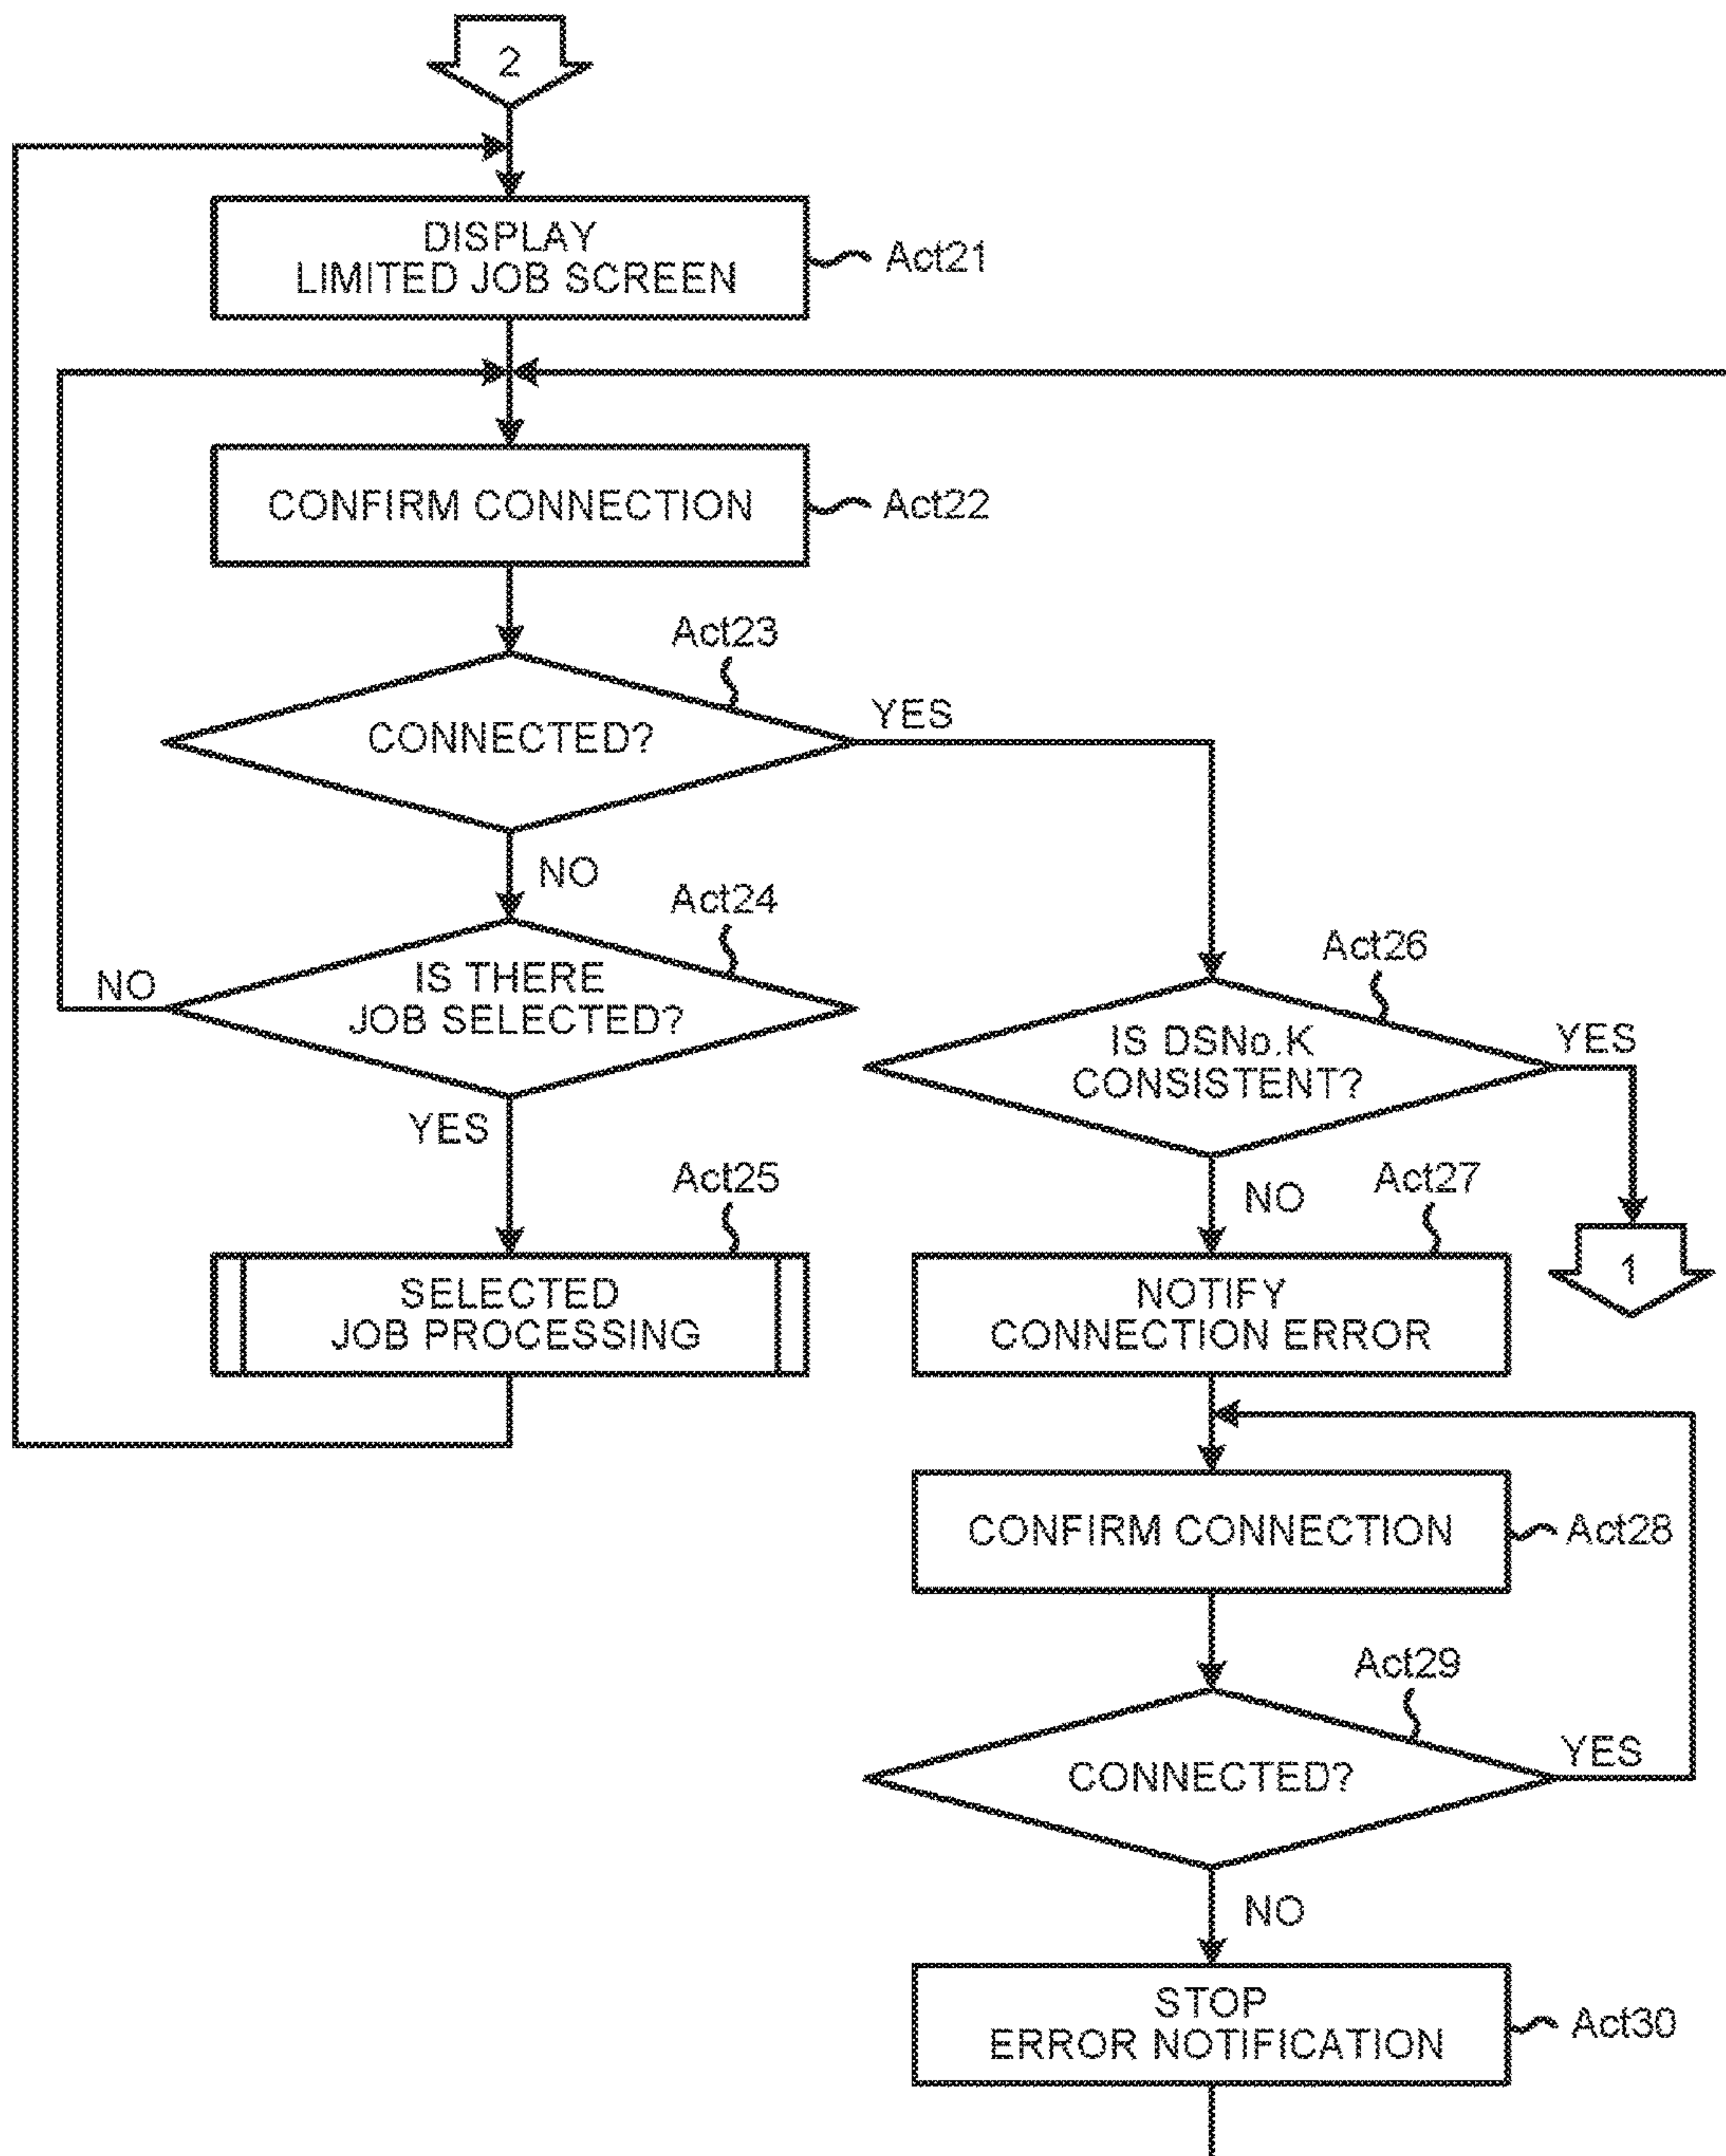 2
DISPLAY
LIMITED JOB SCREEN
Act21
CONFIRM CONNECTION
Act22
Act23
CONNECTED?
YES
NO
Act24
IS THERE
JOB SELECTED?
NO
YES
Act25
SELECTED
JOB PROCESSING
Act26
IS DSNo.K
CONSISTENT?
YES
1
NO
Act27
NOTIFY
CONNECTION ERROR
CONFIRM CONNECTION
Act28
Act29
CONNECTED?
YES
NO
STOP
ERROR NOTIFICATION
Act30